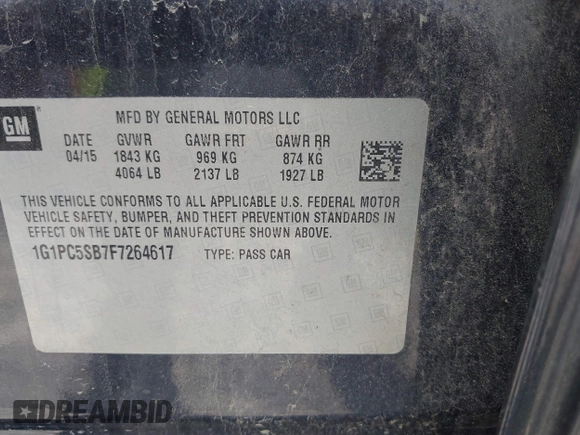 GM
MFD BY GENERAL MOTORS LLC
DATE GVWR GAWR FRT GAWR RR
04/15 1843 KG 969 KG 874 KG
4064 LB 2137 LB 1927 LB
THIS VEHICLE CONFORMS TO ALL APPLICABLE U.S. FEDERAL MOTOR
VEHICLE SAFETY, BUMPER, AND THEFT PREVENTION STANDARDS IN
EFFECT ON THE DATE OF MANUFACTURE SHOWN ABOVE.
1G1PC5SB7F7264617 TYPE: PASS CAR
DREAMBID